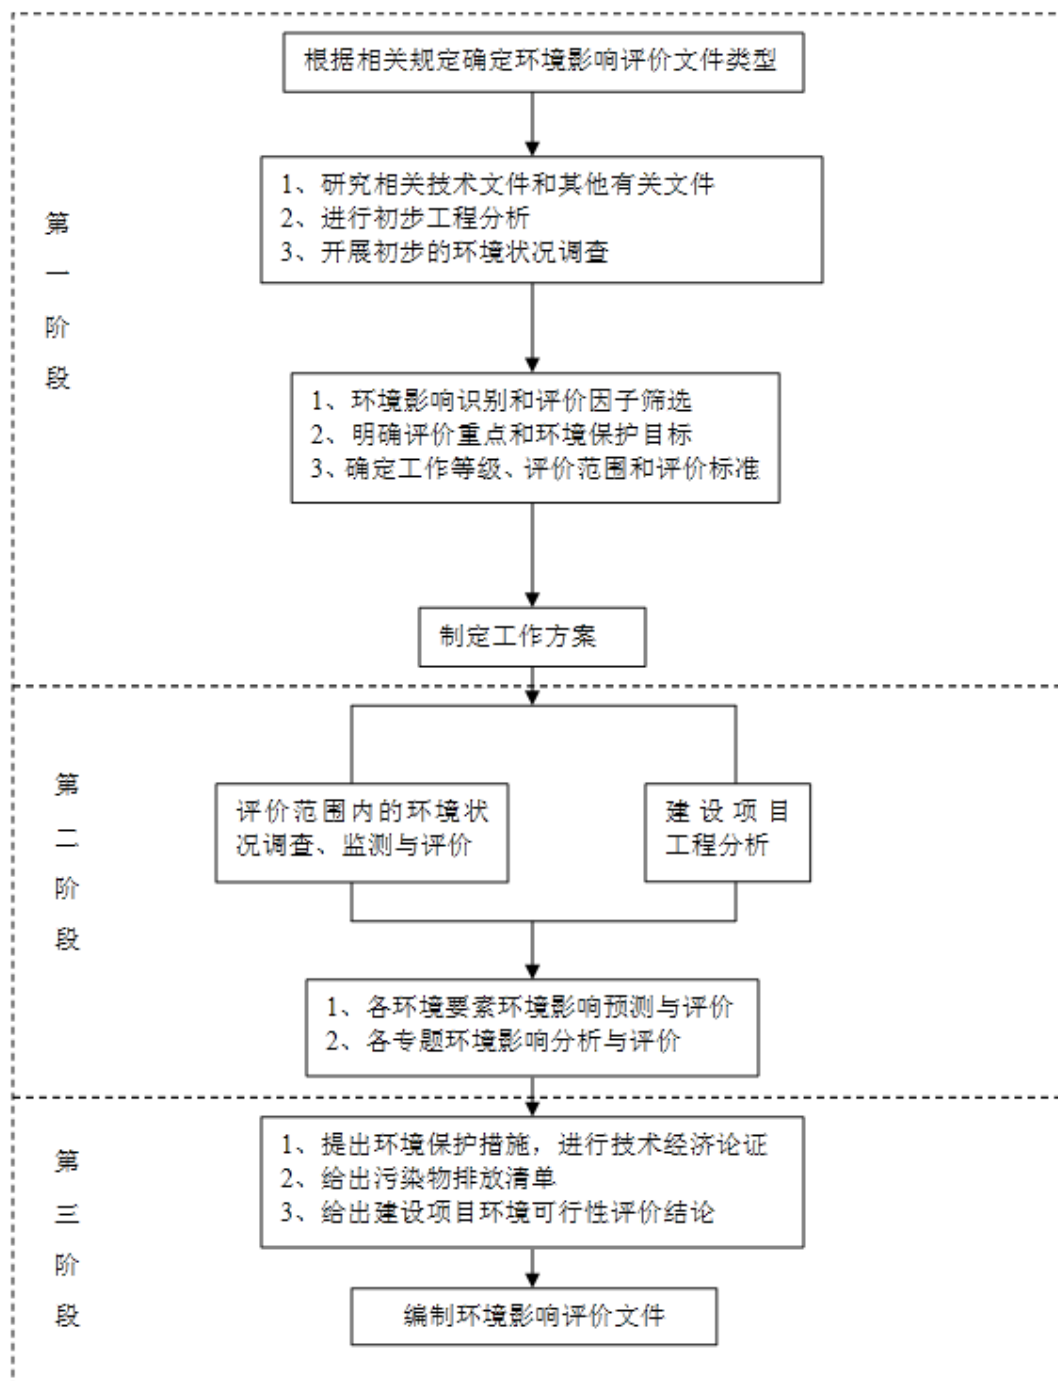 根据相关规定确定环境影响评价文件类型
1、研究相关技术文件和其他有关文件
2、进行初步工程分析
3、开展初步的环境状况调查
第一阶段
1、环境影响识别和评价因子筛选
2、明确评价重点和环境保护目标
3、确定工作等级、评价范围和评价标准
制定工作方案
第二阶段
评价范围内的环境状
况调查、监测与评价
建设项目
工程分析
1、各环境要素环境影响预测与评价
2、各专题环境影响分析与评价
第三阶段
1、提出环境保护措施，进行技术经济论证
2、给出污染物排放清单
3、给出建设项目环境可行性评价结论
编制环境影响评价文件